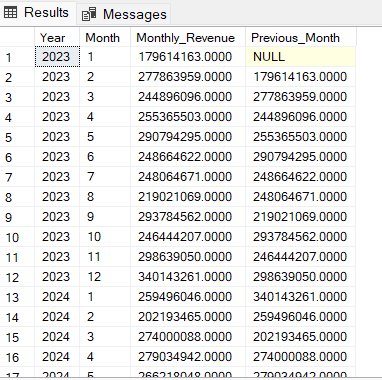 Results Messages
Year Month Monthly_Revenue Previous_Month
1 2023 1 179614163.0000 NULL
2 2023 2 277863959.0000 179614163.0000
3 2023 3 244896096.0000 277863959.0000
4 2023 4 255365503.0000 244896096.0000
5 2023 5 290794295.0000 255365503.0000
6 2023 6 248664622.0000 290794295.0000
7 2023 7 248064671.0000 248664622.0000
8 2023 8 219021069.0000 248064671.0000
9 2023 9 293784562.0000 219021069.0000
10 2023 10 246444207.0000 293784562.0000
11 2023 11 298639050.0000 246444207.0000
12 2023 12 340143261.0000 298639050.0000
13 2024 1 259496046.0000 340143261.0000
14 2024 2 202193465.0000 259496046.0000
15 2024 3 274000088.0000 202193465.0000
16 2024 4 279034942.0000 274000088.0000
17 2024 5 266218048.0000 279034942.0000